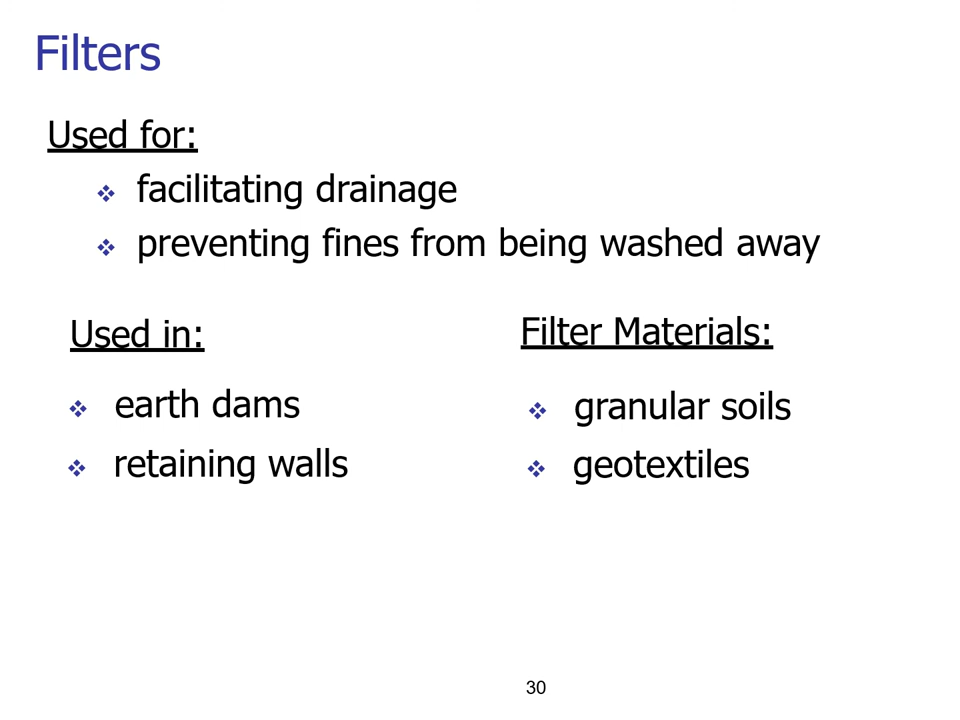 Filters
Used for:
❖ facilitating drainage
❖ preventing fines from being washed away
Used in:
❖ earth dams
❖ retaining walls
Filter Materials:
❖ granular soils
❖ geotextiles
30